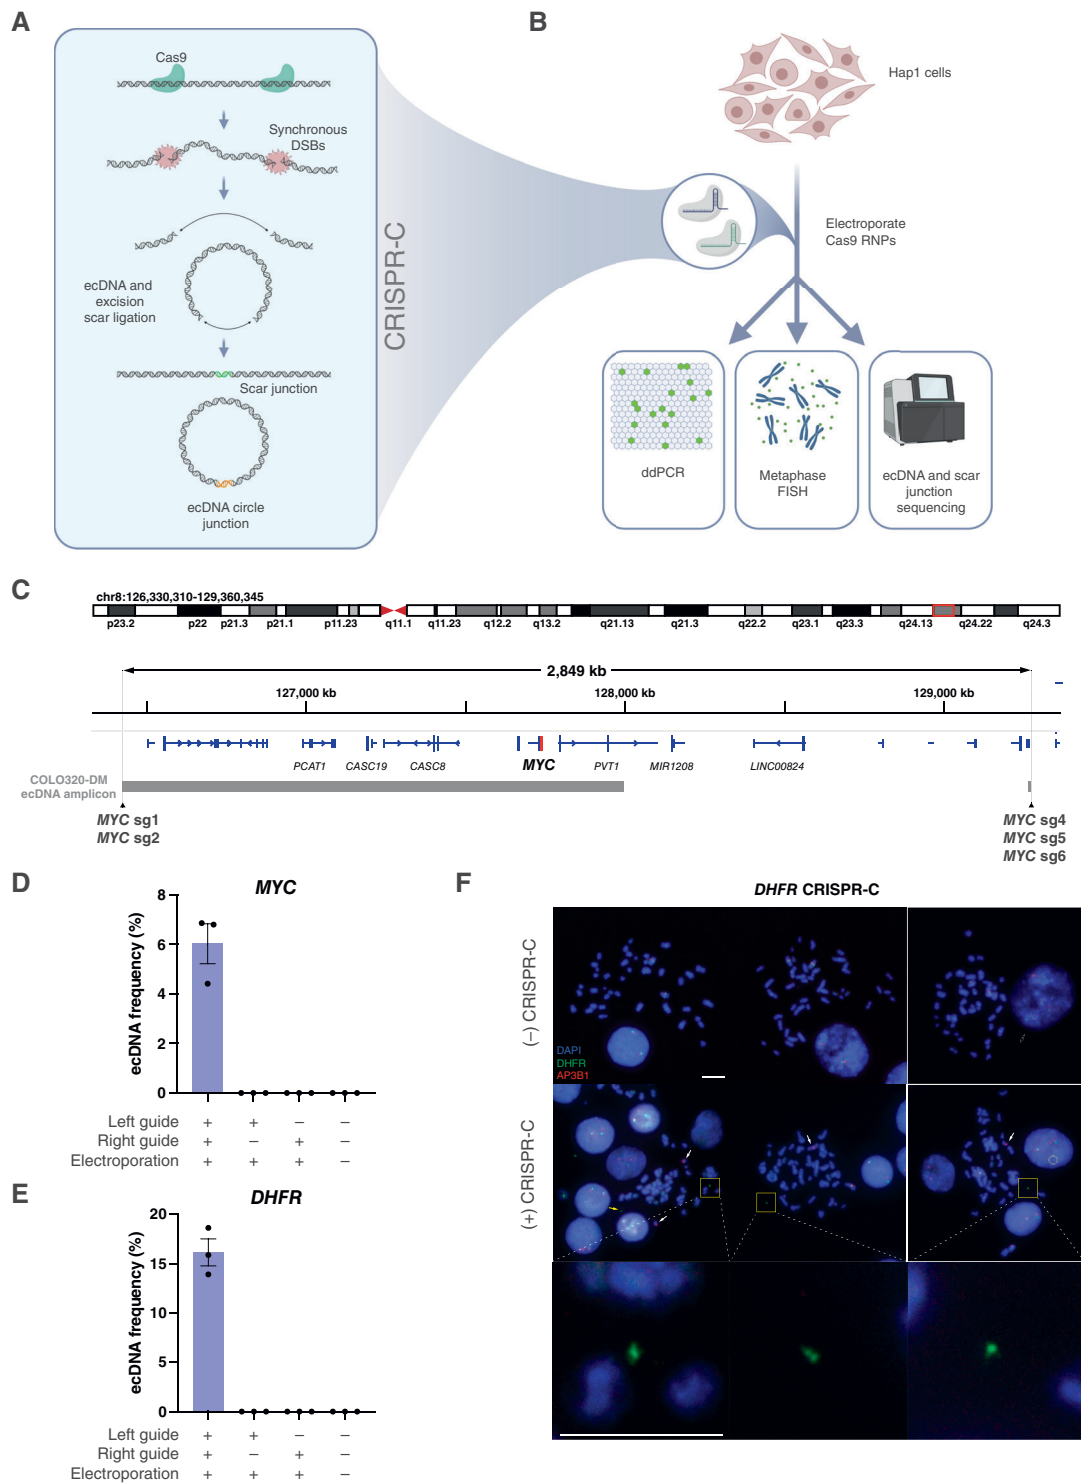 A
Cas9
Synchronous
DSBs
ecDNA and
excision
scar ligation
Scar junction
ecDNA circle
junction
CRISPR-C
B
Hap1 cells
Electroporate
Cas9 RNPs
ddPCR
Metaphase
FISH
ecDNA and scar
junction
sequencing
C
chr8:126,330,310-129,360,345
p23.2 p22 p21.3 p21.1 p11.23 q11.1 q11.23 q12.2 q13.2 q21.13 q21.3 q22.2 q23.1 q23.3 q24.13 q24.22 q24.3
2,849 kb
127,000 kb 128,000 kb 129,000 kb
PCAT1 CASC19 CASC8 MYC PVT1 MIR1208 LINC00824
COLO320-DM
ecDNA amplicon
MYC sg1
MYC sg2
MYC sg4
MYC sg5
MYC sg6
D
MYC
ecDNA frequency (%)
8
6
4
2
0
Left guide + + − −
Right guide + − + −
Electroporation + + + −
E
DHFR
ecDNA frequency (%)
20
15
10
5
0
Left guide + + − −
Right guide + − + −
Electroporation + + + −
F
DHFR CRISPR-C
(−) CRISPR-C
DAPI
DHFR
AP3B1
(+) CRISPR-C